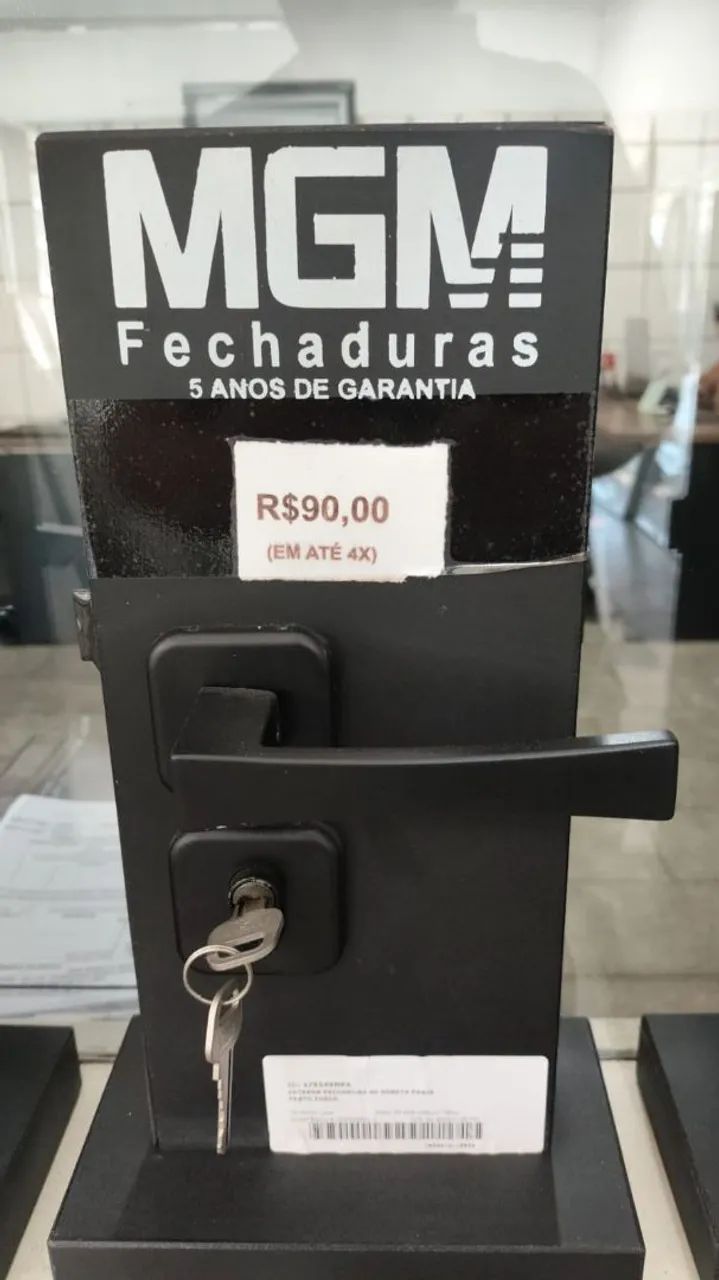 MGM
Fechaduras
5 ANOS DE GARANTIA
R$90,00
(EM ATÉ 4X)